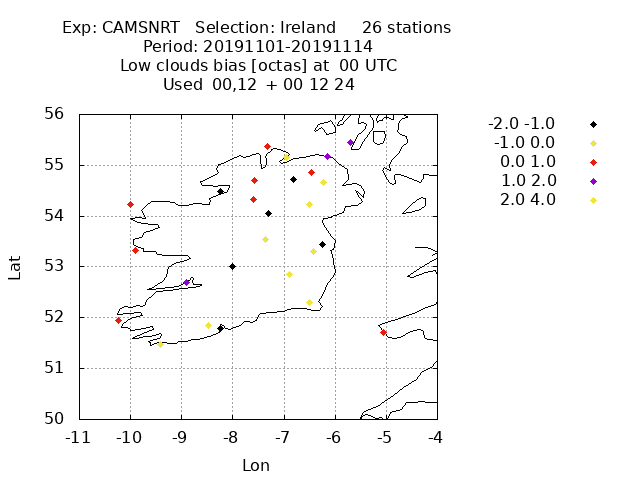 Exp: CAMSNRT   Selection: Ireland      26 stations
Period: 20191101-20191114
Low clouds bias [octas] at  00 UTC
Used  00,12  + 00 12 24
56
55
54
53
52
51
50
-11 -10 -9 -8 -7 -6 -5 -4
Lat
Lon
-2.0 -1.0
-1.0 0.0
0.0 1.0
1.0 2.0
2.0 4.0